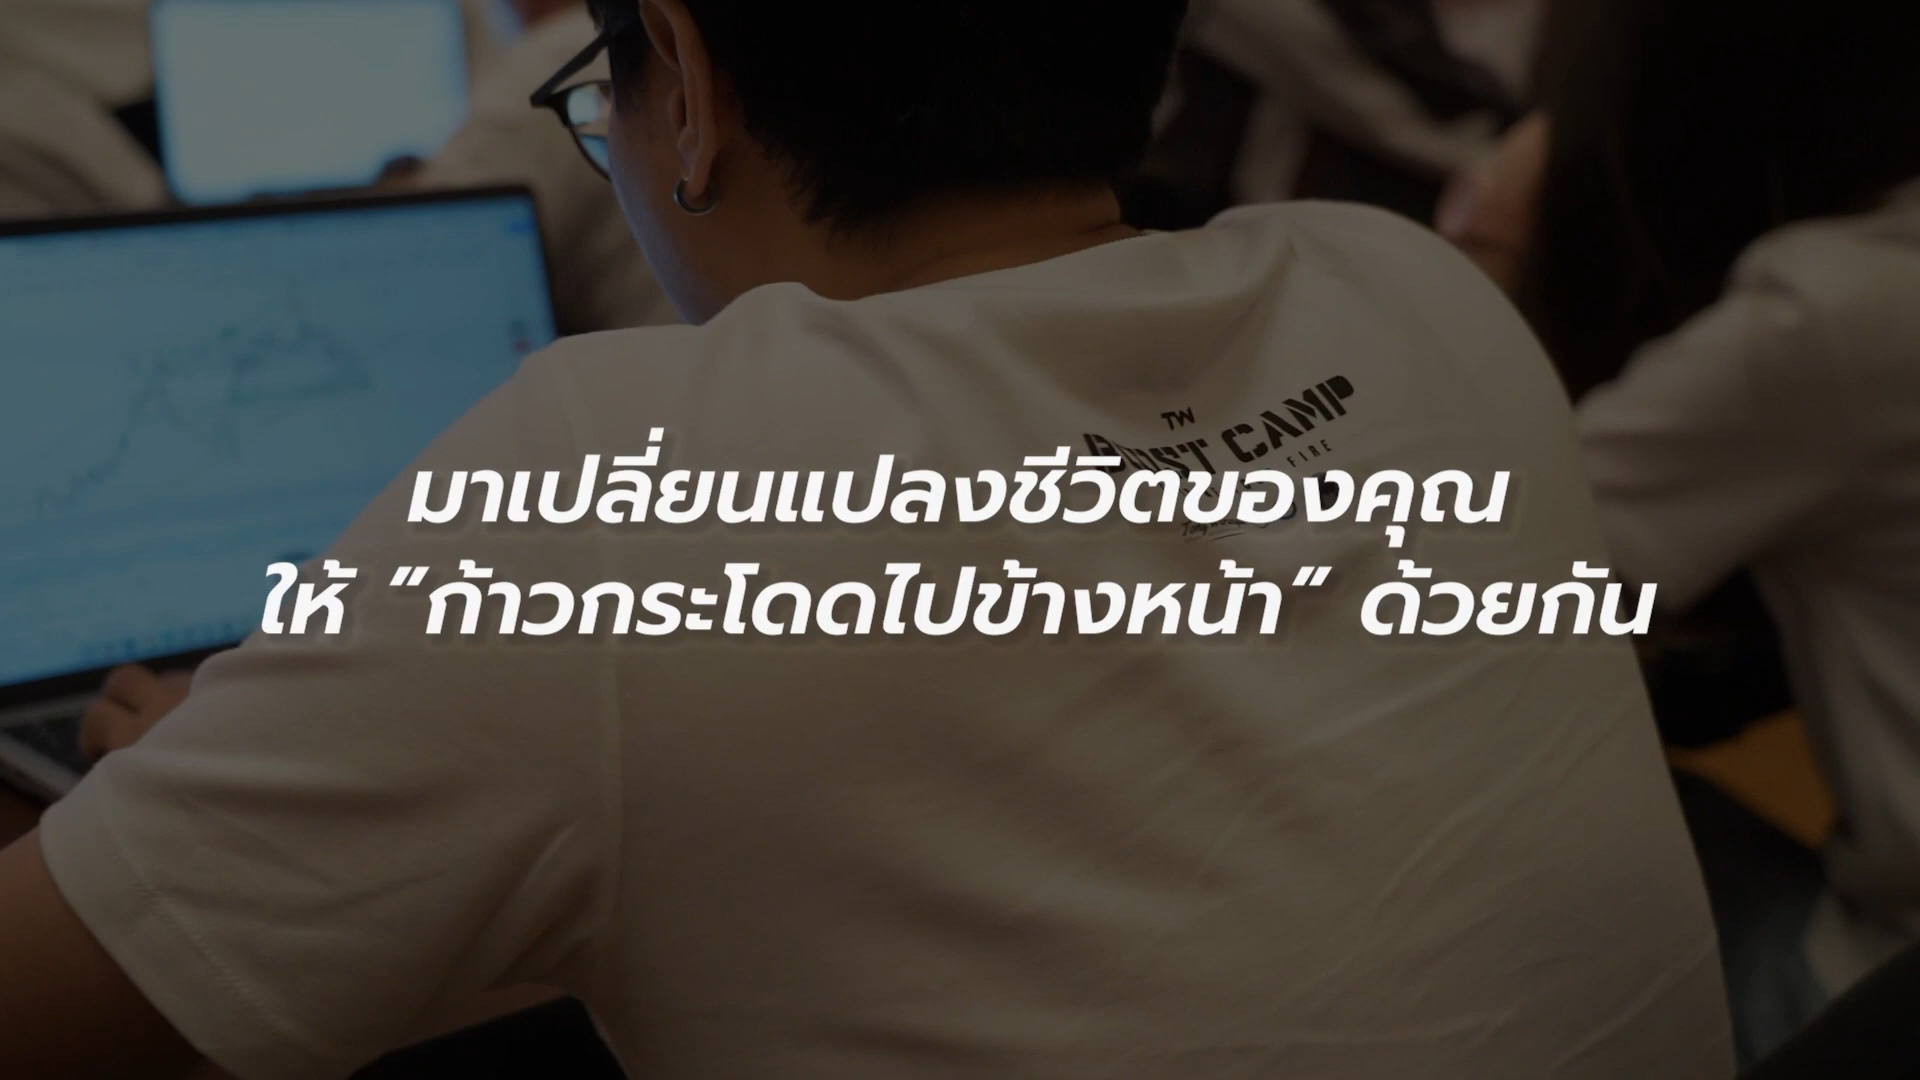 TW
BOOST CAMP
FIRE
มาเปลี่ยนแปลงชีวิตของคุณ
ให้ "ก้าวกระโดดไปข้างหน้า" ด้วยกัน